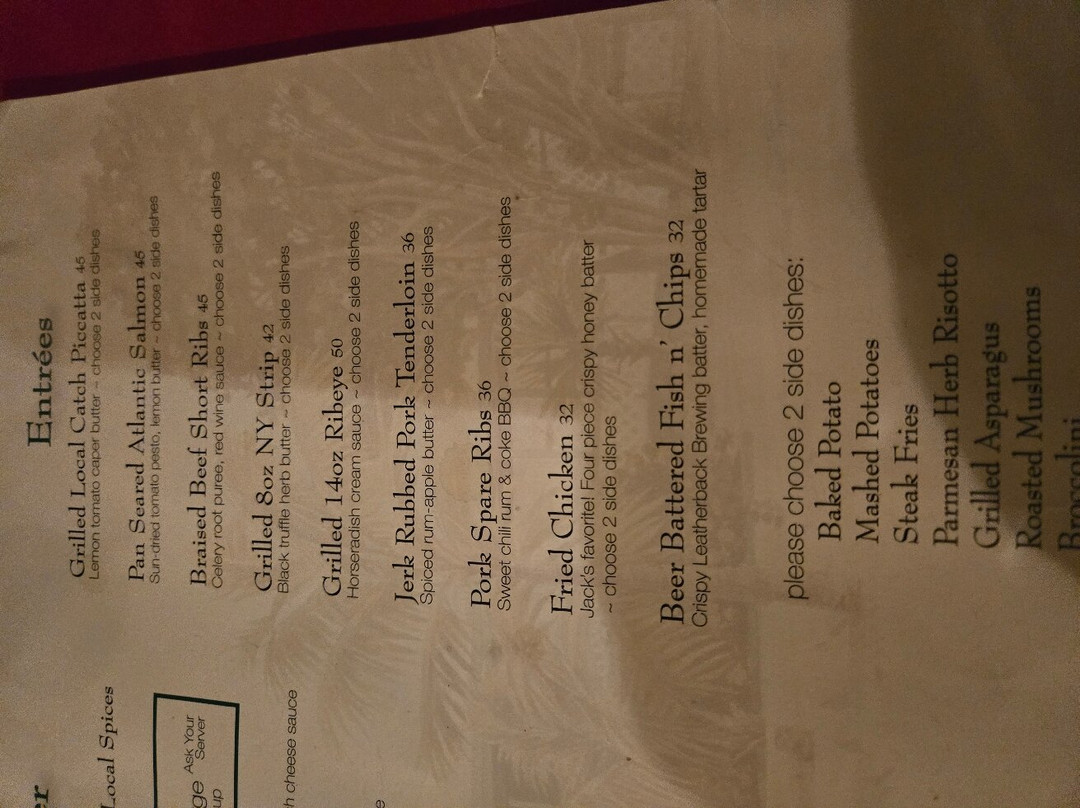 Entrées
Grilled Local Catch Piccatta 45
Lemon tomato caper butter ~ choose 2 side dishes
Pan Seared Atlantic Salmon 45
Sun-dried tomato pesto, lemon butter ~ choose 2 side dishes
Braised Beef Short Ribs 45
Celery root puree, red wine sauce ~ choose 2 side dishes
Grilled 8oz NY Strip 42
Black truffle herb butter ~ choose 2 side dishes
Grilled 14oz Ribeye 50
Horseradish cream sauce ~ choose 2 side dishes
Jerk Rubbed Pork Tenderloin 36
Spiced rum-apple butter ~ choose 2 side dishes
Pork Spare Ribs 36
Sweet chili rum & coke BBQ ~ choose 2 side dishes
Fried Chicken 32
Jack's favorite! Four piece crispy honey batter
~ choose 2 side dishes
Beer Battered Fish n' Chips 32
Crispy Leatherback Brewing batter, homemade tartar
please choose 2 side dishes:
Baked Potato
Mashed Potatoes
Steak Fries
Parmesan Herb Risotto
Grilled Asparagus
Roasted Mushrooms
Broccolini
er
Local Spices
Ask Your
Server
ge
up
h cheese sauce
e